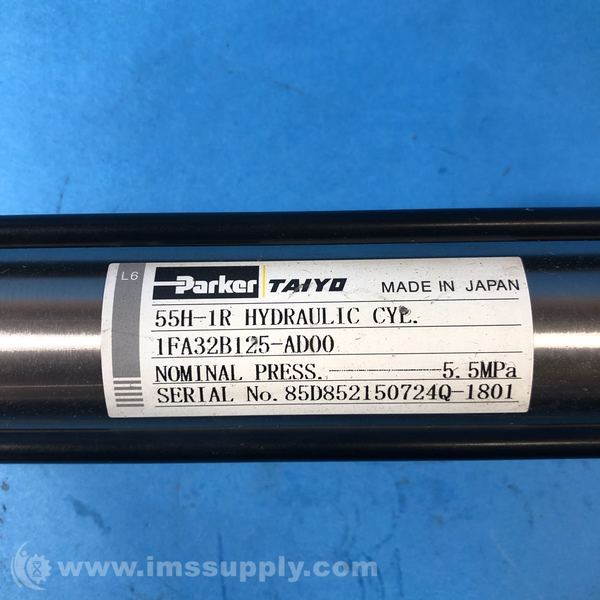 L6 Parker TAIYO MADE IN JAPAN
55H-1R HYDRAULIC CYL.
1FA32B125-AD00
NOMINAL PRESS. 5.5MPa
SERIAL No. 85D852150724Q-1801
www.imssupply.com